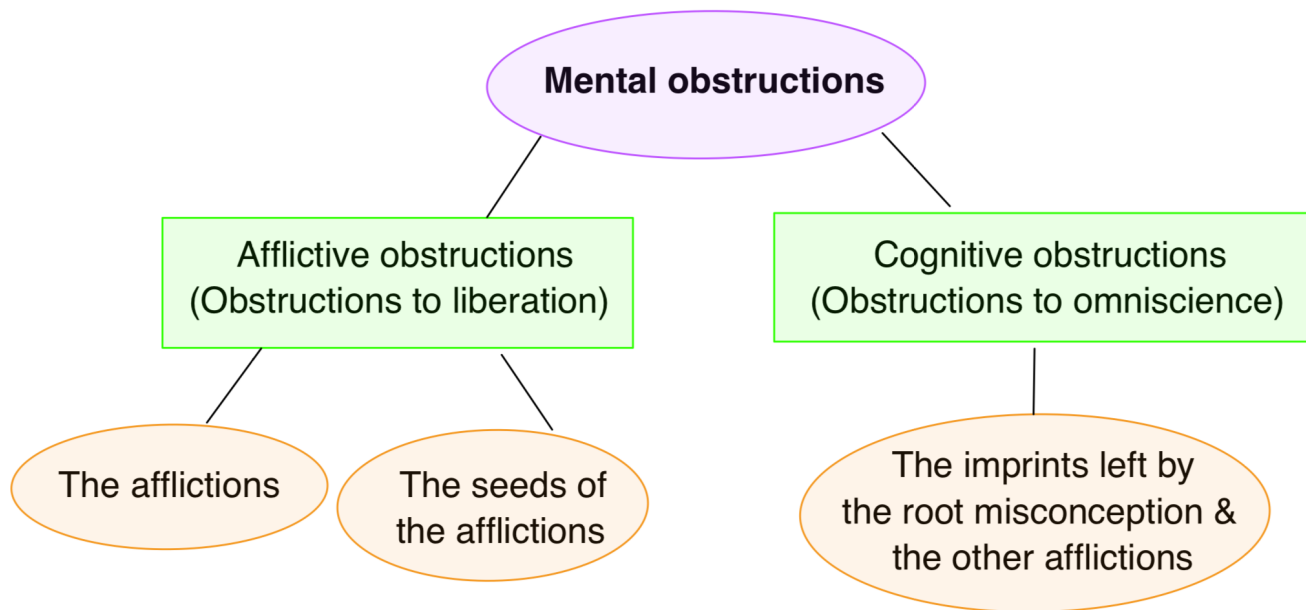 Mental obstructions
Afflictive obstructions
(Obstructions to liberation)
Cognitive obstructions
(Obstructions to omniscience)
The afflictions
The seeds of
the afflictions
The imprints left by
the root misconception &
the other afflictions